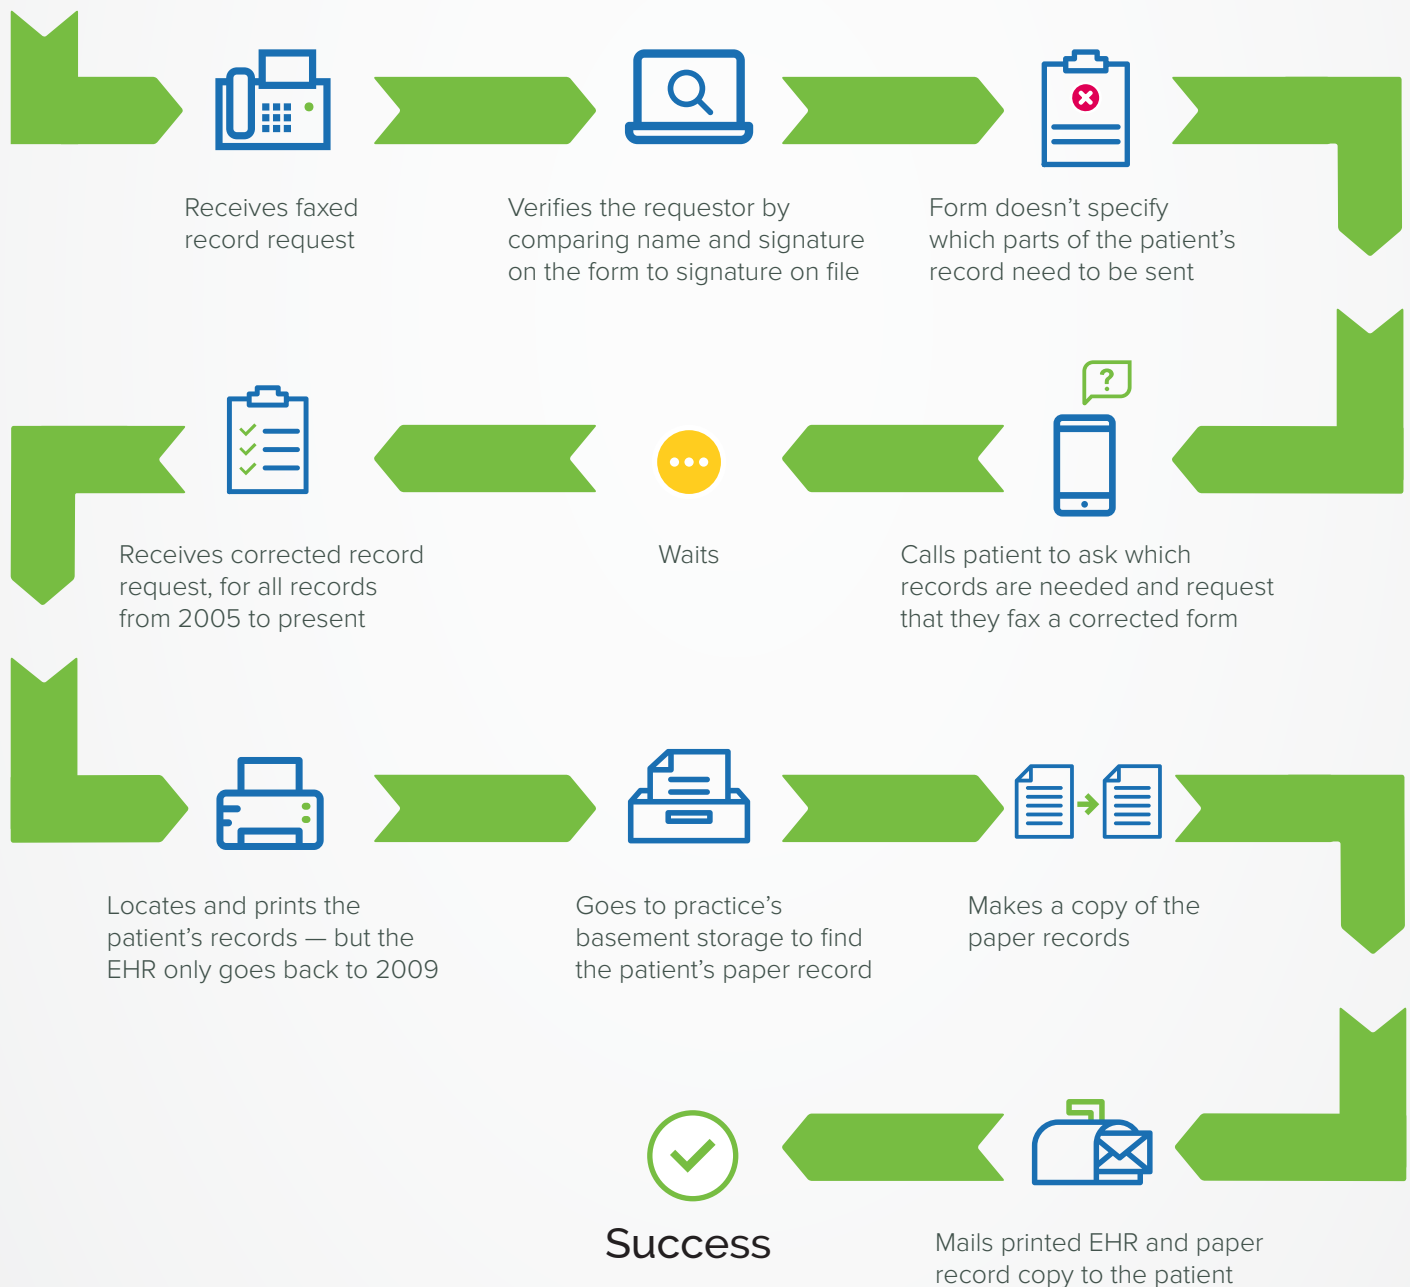 Receives faxed
record request
Verifies the requestor by
comparing name and signature
on the form to signature on file
Form doesn’t specify
which parts of the patient’s
record need to be sent
?
Calls patient to ask which
records are needed and request
that they fax a corrected form
Waits
Receives corrected record
request, for all records
from 2005 to present
Locates and prints the
patient’s records — but the
EHR only goes back to 2009
Goes to practice’s
basement storage to find
the patient’s paper record
Makes a copy of the
paper records
Mails printed EHR and paper
record copy to the patient
Success